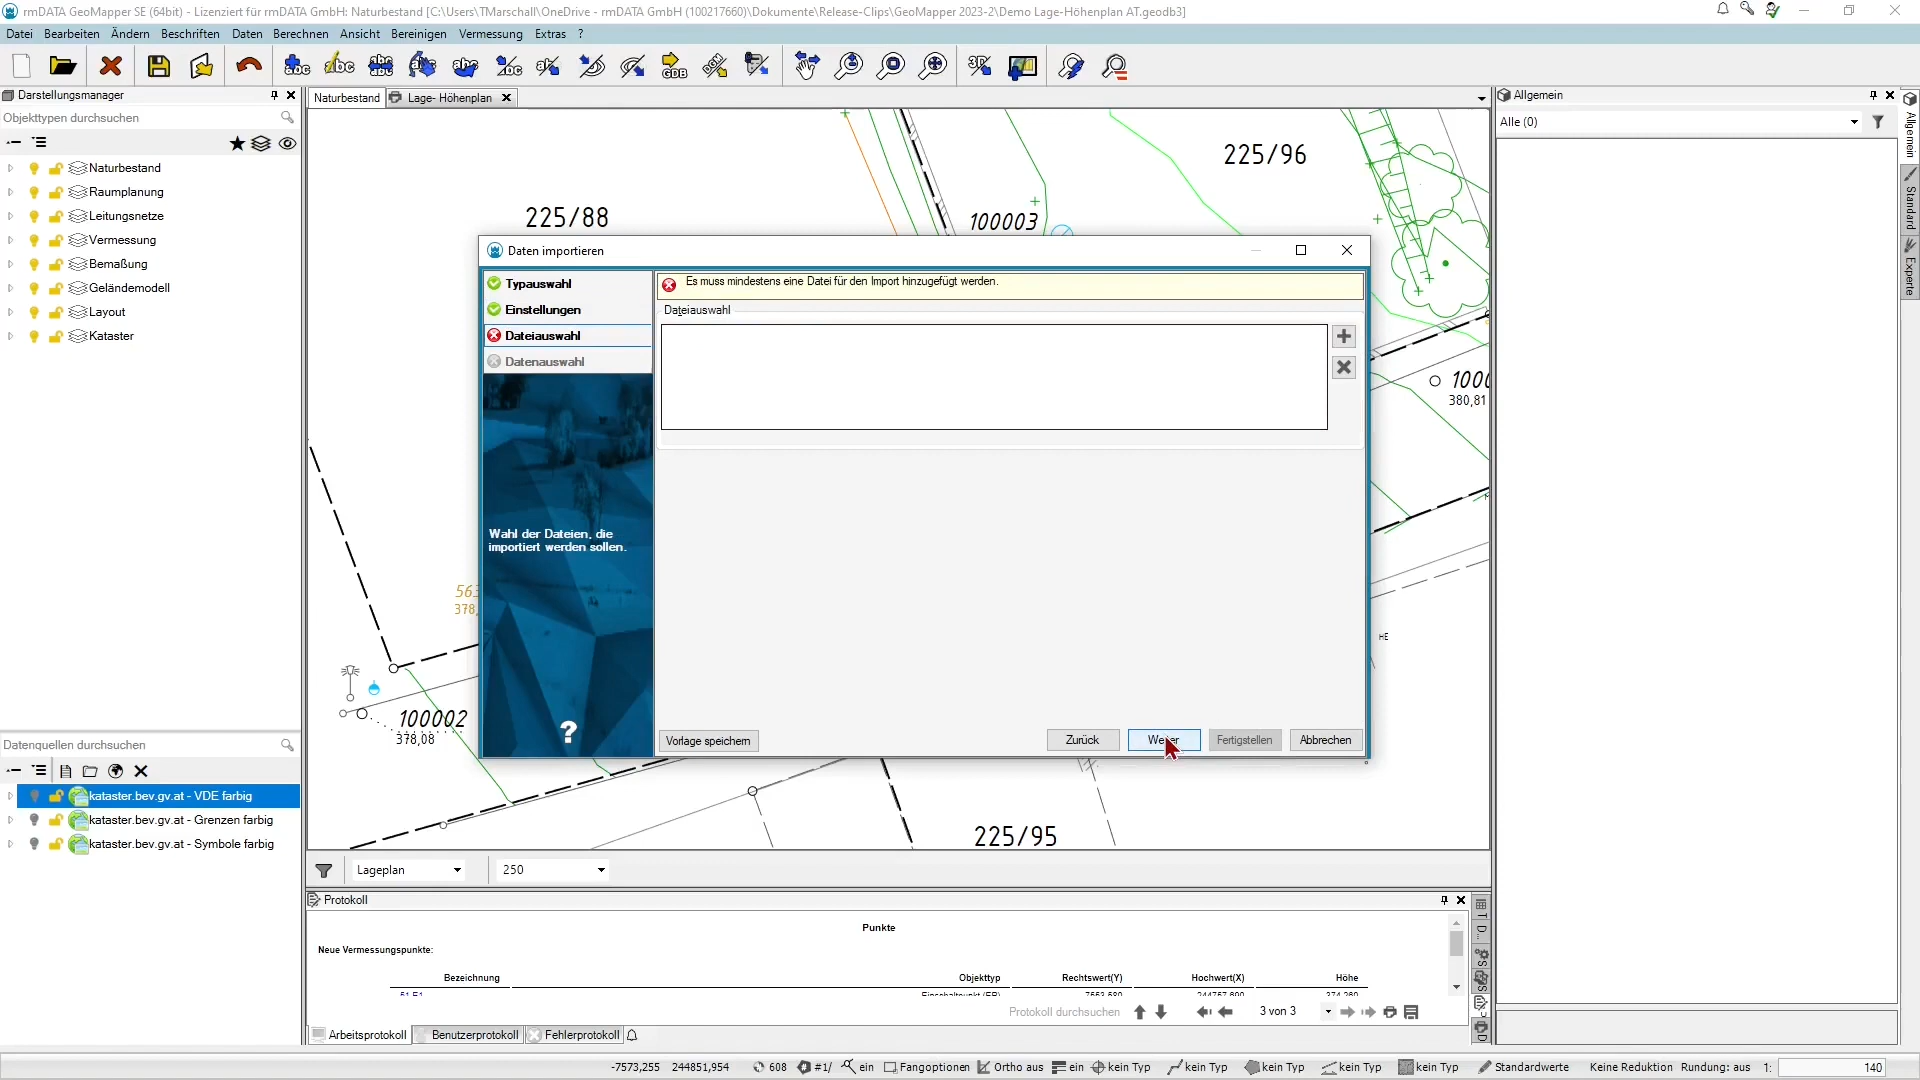 rmDATA GeoMapper SE (64bit) - Lizenziert für rmDATA GmbH: Naturbestand [C:\Users\TMarschall\OneDrive - rmDATA GmbH (100217660)\Dokumente\Release-Clips\GeoMapper 2023-2\Demo Lage-Höhenplan AT.geodb3]
Datei Bearbeiten Ändern Beschriften Daten Berechnen Ansicht Bereinigen Vermessung Extras ?
Darstellungsmanager
Objekttypen durchsuchen
Naturbestand
Raumplanung
Leitungsnetze
Vermessung
Bemaßung
Geländemodell
Layout
Kataster
Datenquellen durchsuchen
kataster.bev.gv.at - VDE farbig
kataster.bev.gv.at - Grenzen farbig
kataster.bev.gv.at - Symbole farbig
Naturbestand
Lage- Höhenplan
225/96
225/88
100003
380,81
100002
378,08
HE
225/95
Daten importieren
Typauswahl
Einstellungen
Dateiauswahl
Datenauswahl
Wahl der Dateien, die
importiert werden sollen.
?
Es muss mindestens eine Datei für den Import hinzugefügt werden.
Dateiauswahl
Vorlage speichern
Zurück
Weiter
Fertigstellen
Abbrechen
Lageplan
250
Protokoll
Punkte
Neue Vermessungspunkte:
Bezeichnung Objekttyp Rechtswert(Y) Hochwert(X) Höhe
Protokoll durchsuchen
3 von 3
Arbeitsprotokoll
Benutzerprotokoll
Fehlerprotokoll
Allgemein
Alle (0)
Allgemein
Standard
Experte
-7573,255 244851,954 608 #1/ ein Fangoptionen Ortho aus ein kein Typ kein Typ kein Typ kein Typ kein Typ Standardwerte Keine Reduktion Rundung: aus 1: 140